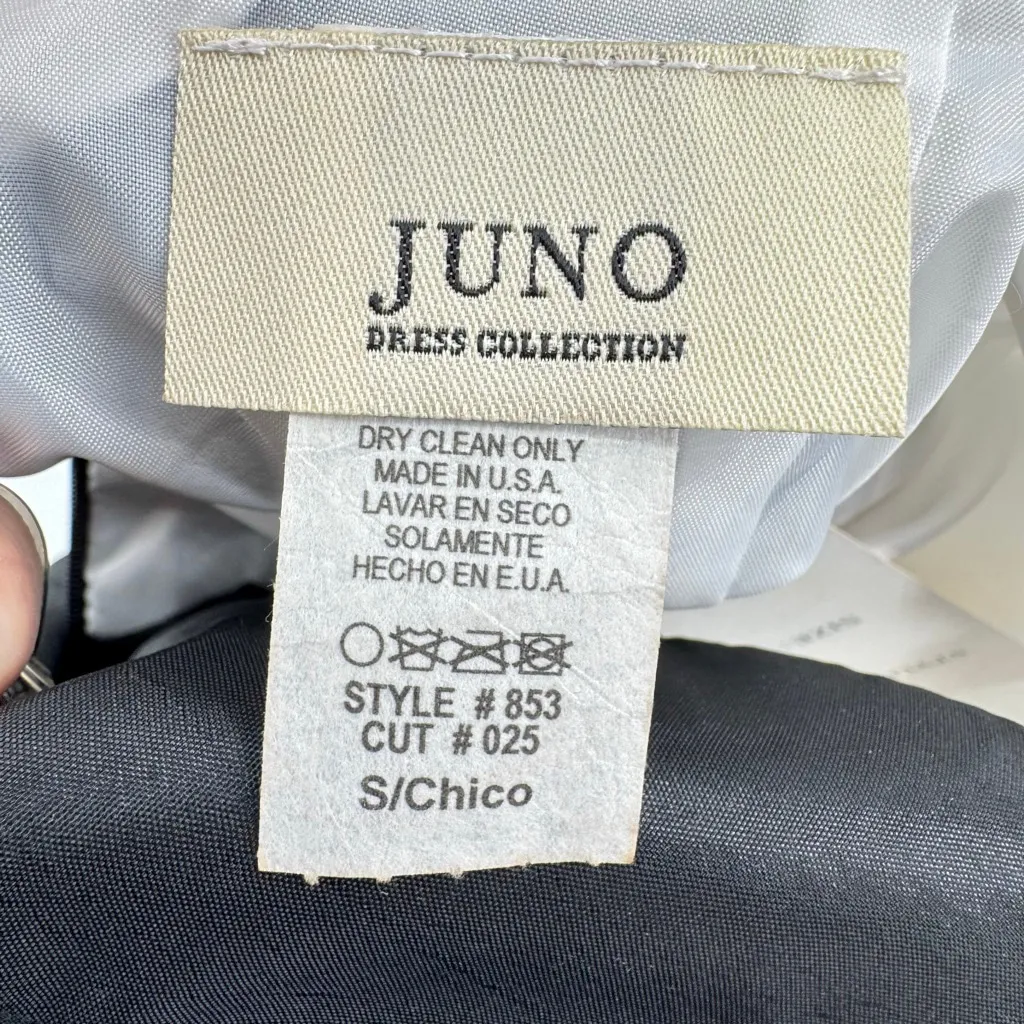 JUNO
DRESS COLLECTION
DRY CLEAN ONLY
MADE IN U.S.A.
LAVAR EN SECO
SOLAMENTE
HECHO EN E.U.A.
STYLE # 853
CUT # 025
S/Chico